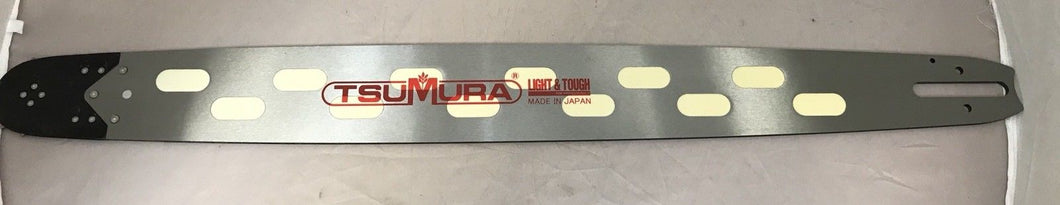 TSUMURA ®
LIGHT & TOUGH
MADE IN JAPAN